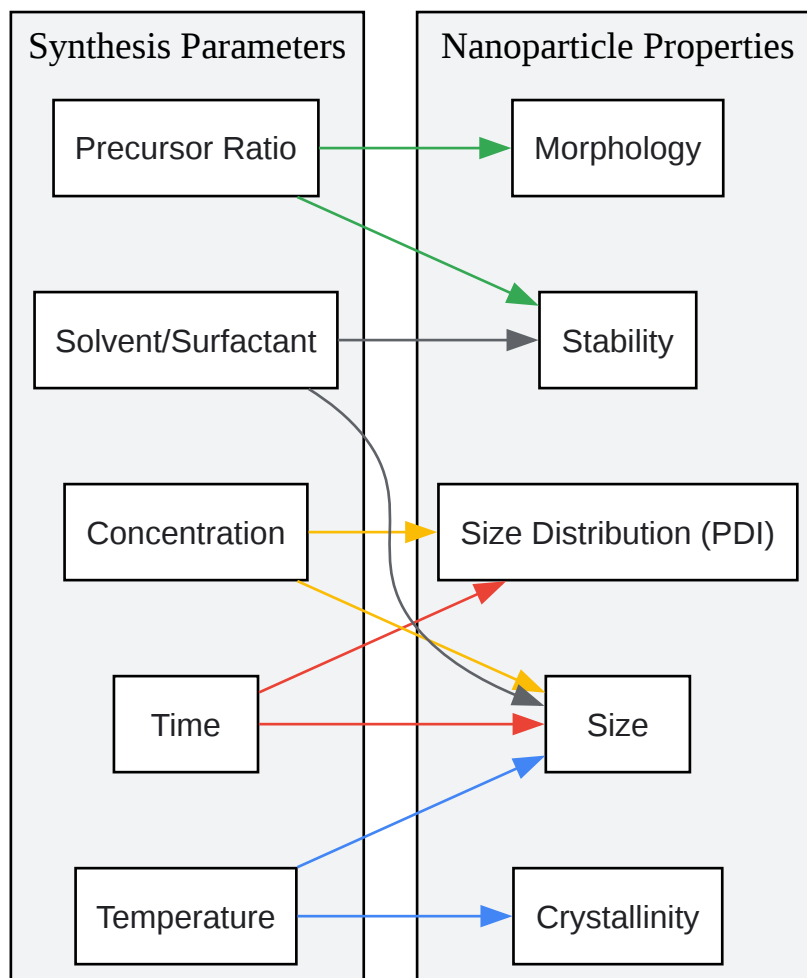 Synthesis Parameters
Nanoparticle Properties
Precursor Ratio
Morphology
Solvent/Surfactant
Stability
Concentration
Size Distribution (PDI)
Time
Size
Temperature
Crystallinity